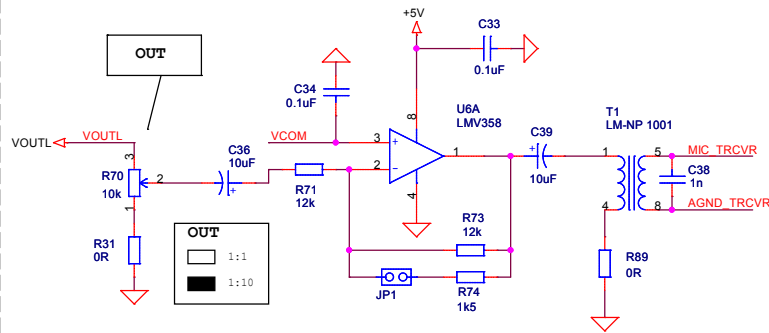 +5V
C33
0.1uF
OUT
C34
0.1uF
U6A
LMV358
T1
LM-NP 1001
VOUTL
VOUTL
VCOM
C36
10uF
C39
10uF
MIC_TRCVR
AGND_TRCVR
C38
1n
R70
10k
R71
12k
R73
12k
R74
1k5
JP1
R31
0R
R89
0R
OUT
1:1
1:10
3
2
1
+
3
2
+
-
8
1
4
+
1
4
5
8